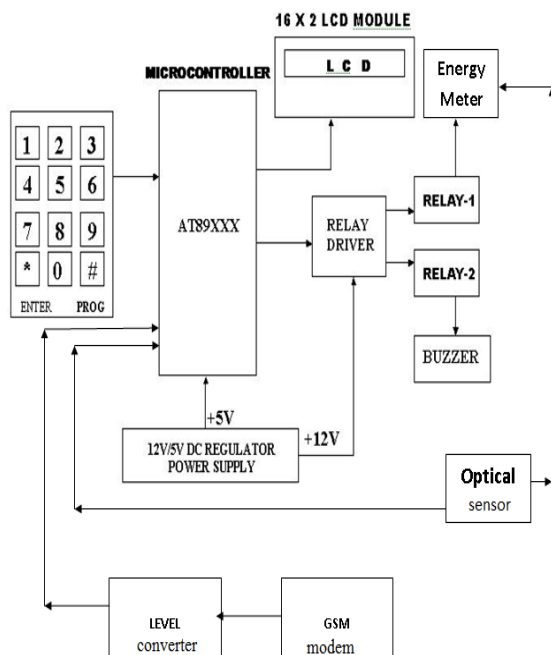 16 X 2 LCD MODULE
L C D
Energy
Meter
MICROCONTROLLER
1 2 3
4 5 6
7 8 9
* 0 #
ENTER PROG
AT89XXX
RELAY
DRIVER
RELAY-1
RELAY-2
BUZZER
+5V
+12V
12V/5V DC REGULATOR
POWER SUPPLY
Optical
sensor
LEVEL
converter
GSM
modem